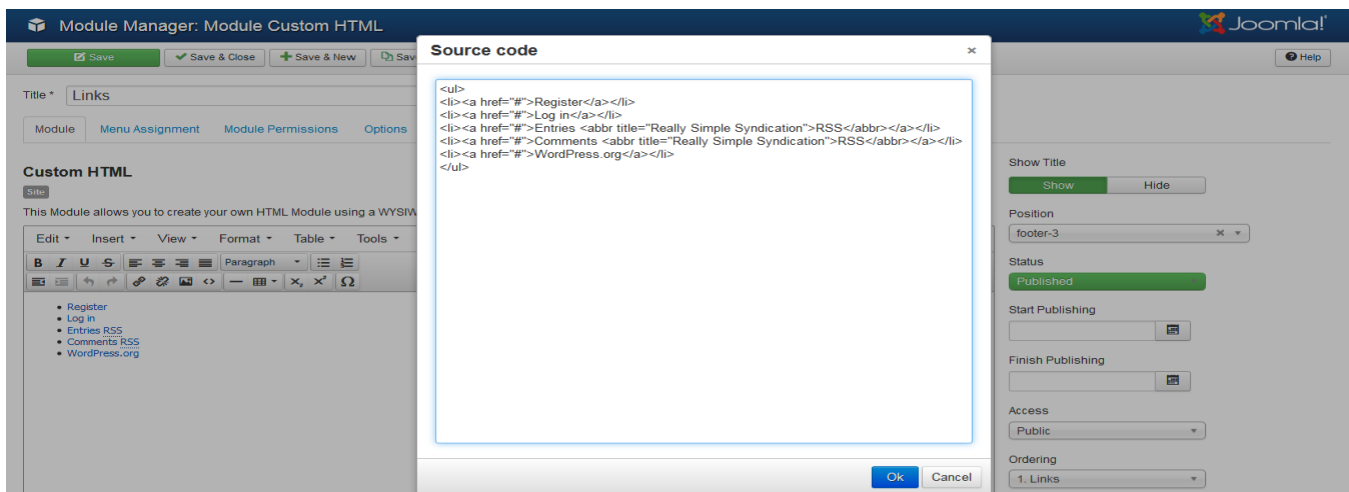 Module Manager: Module Custom HTML
Joomla!
Save
Save & Close
Save & New
Sav
Help
Title *
Links
Module
Menu Assignment
Module Permissions
Options
Custom HTML
Site
This Module allows you to create your own HTML Module using a WYSIW
Edit
Insert
View
Format
Table
Tools
B I U S
Paragraph
Register
Log in
Entries RSS
Comments RSS
WordPress.org
Source code
×
<ul>
<li><a href="#">Register</a></li>
<li><a href="#">Log in</a></li>
<li><a href="#">Entries <abbr title="Really Simple Syndication">RSS</abbr></a></li>
<li><a href="#">Comments <abbr title="Really Simple Syndication">RSS</abbr></a></li>
<li><a href="#">WordPress.org</a></li>
</ul>
Ok
Cancel
Show Title
Show
Hide
Position
footer-3
Status
Published
Start Publishing
Finish Publishing
Access
Public
Ordering
1. Links